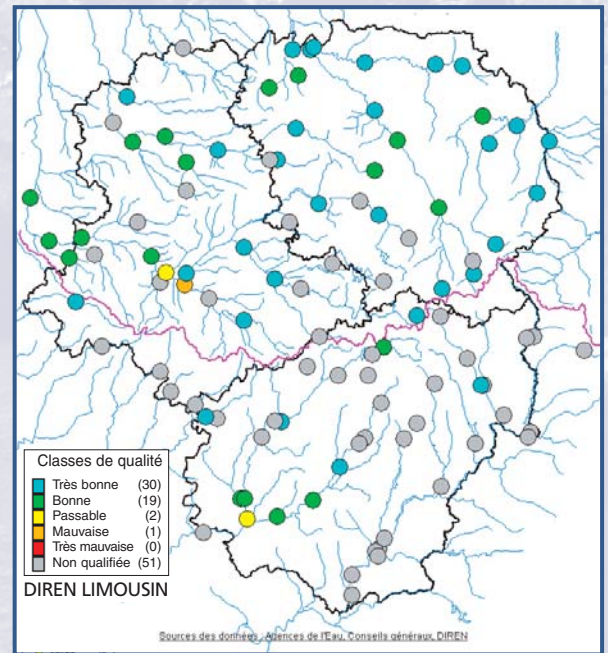 Classes de qualité
Très bonne (30)
Bonne (19)
Passable (2)
Mauvaise (1)
Très mauvaise (0)
Non qualifiée (51)
DIREN LIMOUSIN
Sources des données : Agences de l'Eau, Conseils généraux, DIREN